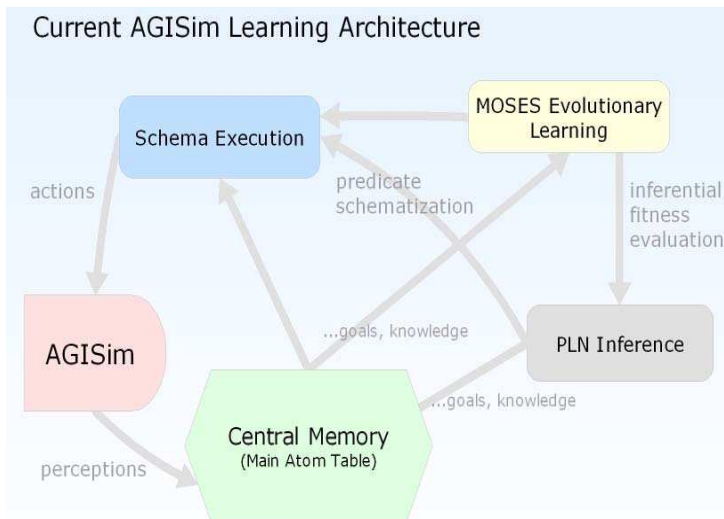 Current AGISim Learning Architecture
MOSES Evolutionary
Learning
Schema Execution
actions
predicate
schematization
inferential
fitness
evaluation
...goals, knowledge
PLN Inference
AGISim
...goals, knowledge
Central Memory
(Main Atom Table)
perceptions